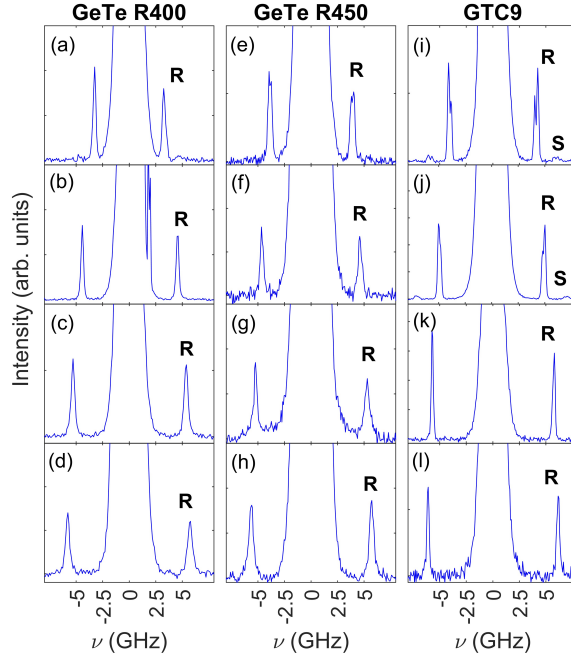 GeTe R400 GeTe R450 GTC9
(a) R (e) R (i) R S
(b) R (f) R (j) R S
(c) R (g) R (k) R
(d) R (h) R (l) R
Intensity (arb. units)
-5 -2.5 0 2.5 5 -5 -2.5 0 2.5 5 -5 -2.5 0 2.5 5
ν (GHz) ν (GHz) ν (GHz)